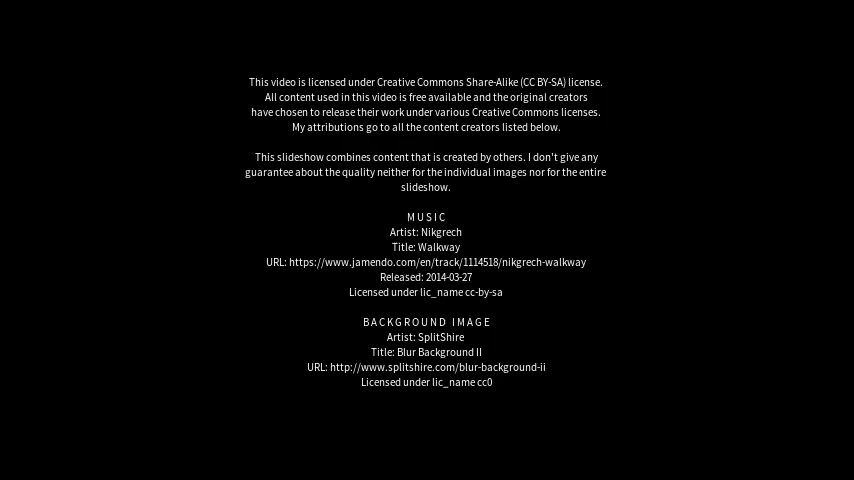 This video is licensed under Creative Commons Share-Alike (CC BY-SA) license.
All content used in this video is free available and the original creators
have chosen to release their work under various Creative Commons licenses.
My attributions go to all the content creators listed below.
This slideshow combines content that is created by others. I don't give any
guarantee about the quality neither for the individual images nor for the entire
slideshow.
M U S I C
Artist: Nikgrech
Title: Walkway
URL: https://www.jamendo.com/en/track/1114518/nikgrech-walkway
Released: 2014-03-27
Licensed under lic_name cc-by-sa
B A C K G R O U N D   I M A G E
Artist: SplitShire
Title: Blur Background II
URL: http://www.splitshire.com/blur-background-ii
Licensed under lic_name cc0